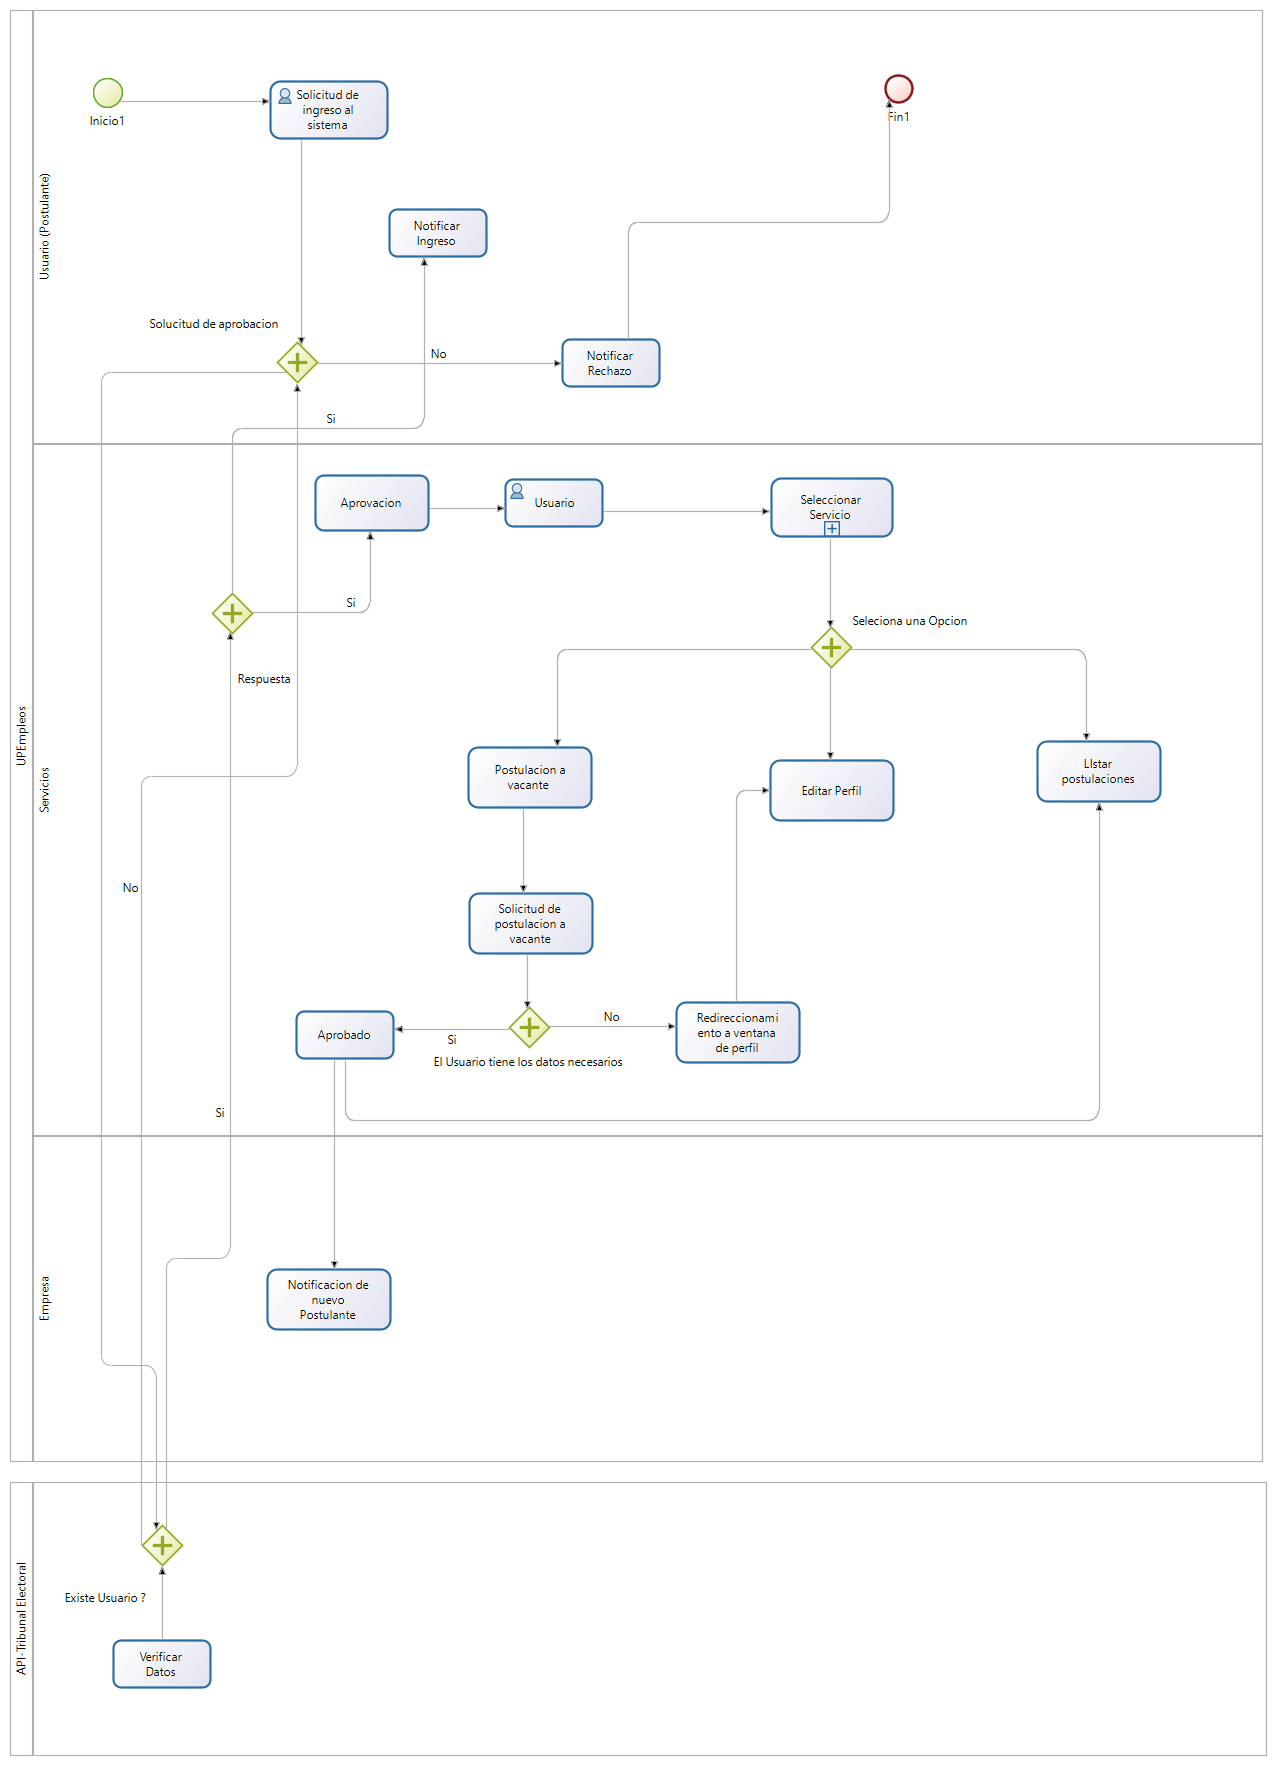 UPEmpleos
Usuario (Postulante)
Inicio1
Solicitud de
ingreso al
sistema
Fin1
Notificar
Ingreso
Solucitud de aprobacion
No
Notificar
Rechazo
Si
Servicios
Aprovacion
Usuario
Seleccionar
Servicio
Si
Seleciona una Opcion
Respuesta
Postulacion a
vacante
Editar Perfil
LIstar
postulaciones
No
Solicitud de
postulacion a
vacante
Aprobado
Si
No
Redireccionami
ento a ventana
de perfil
El Usuario tiene los datos necesarios
Si
Empresa
Notificacion de
nuevo
Postulante
API-Tribunal Electoral
Existe Usuario ?
Verificar
Datos